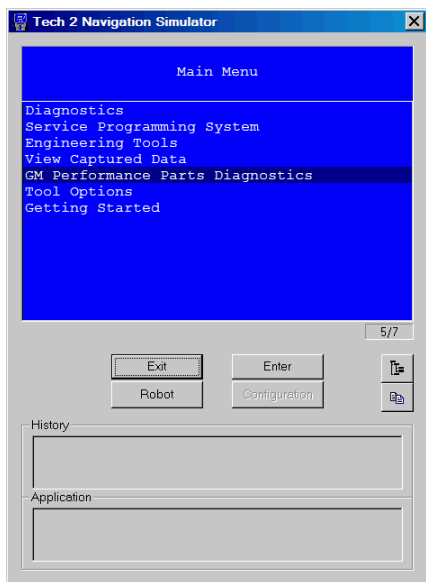 Tech 2 Navigation Simulator
Main Menu
Diagnostics
Service Programming System
Engineering Tools
View Captured Data
GM Performance Parts Diagnostics
Tool Options
Getting Started
5/7
Exit
Enter
Robot
Configuration
History
Application